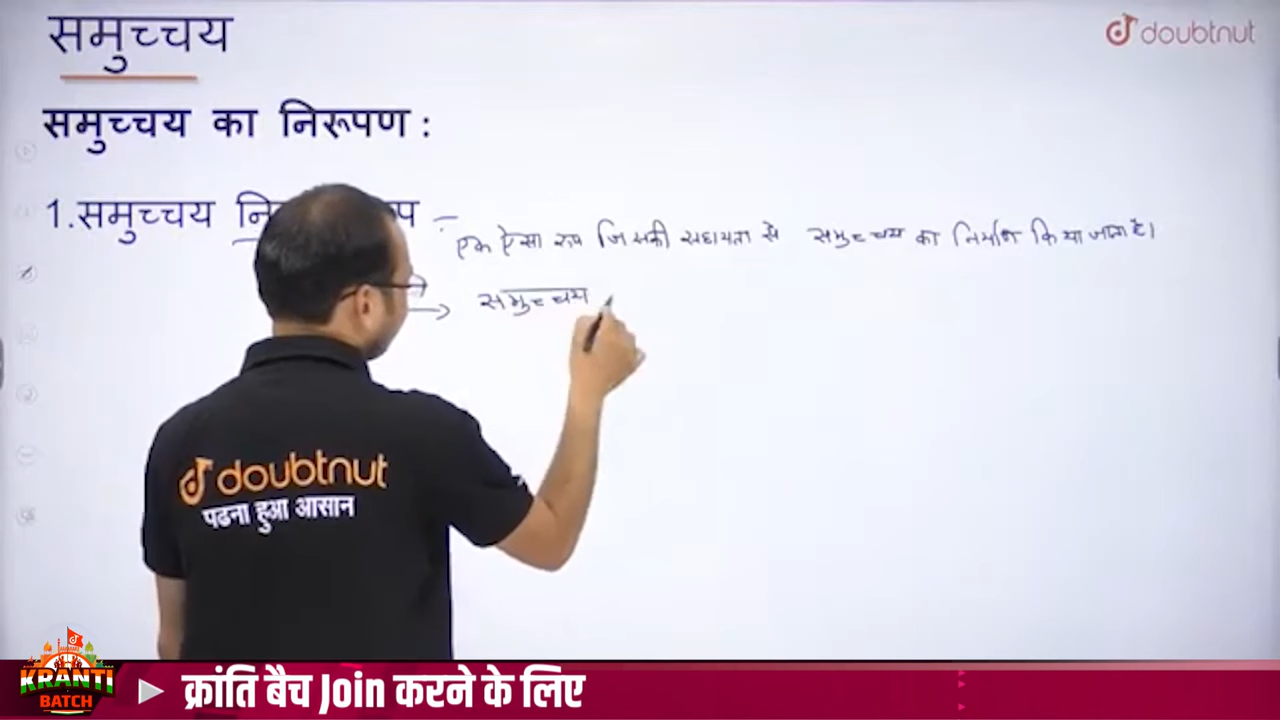 समुच्चय
doubtnut
समुच्चय का निरूपण :
1.समुच्चय नि
प :-
एक ऐसा रूप जिसकी सहायता से समुच्चय का निर्माण किया जाता है।
→ समुच्चय
doubtnut
पढना हुआ आसान
KRANTI
BATCH
क्रांति बैच Join करने के लिए